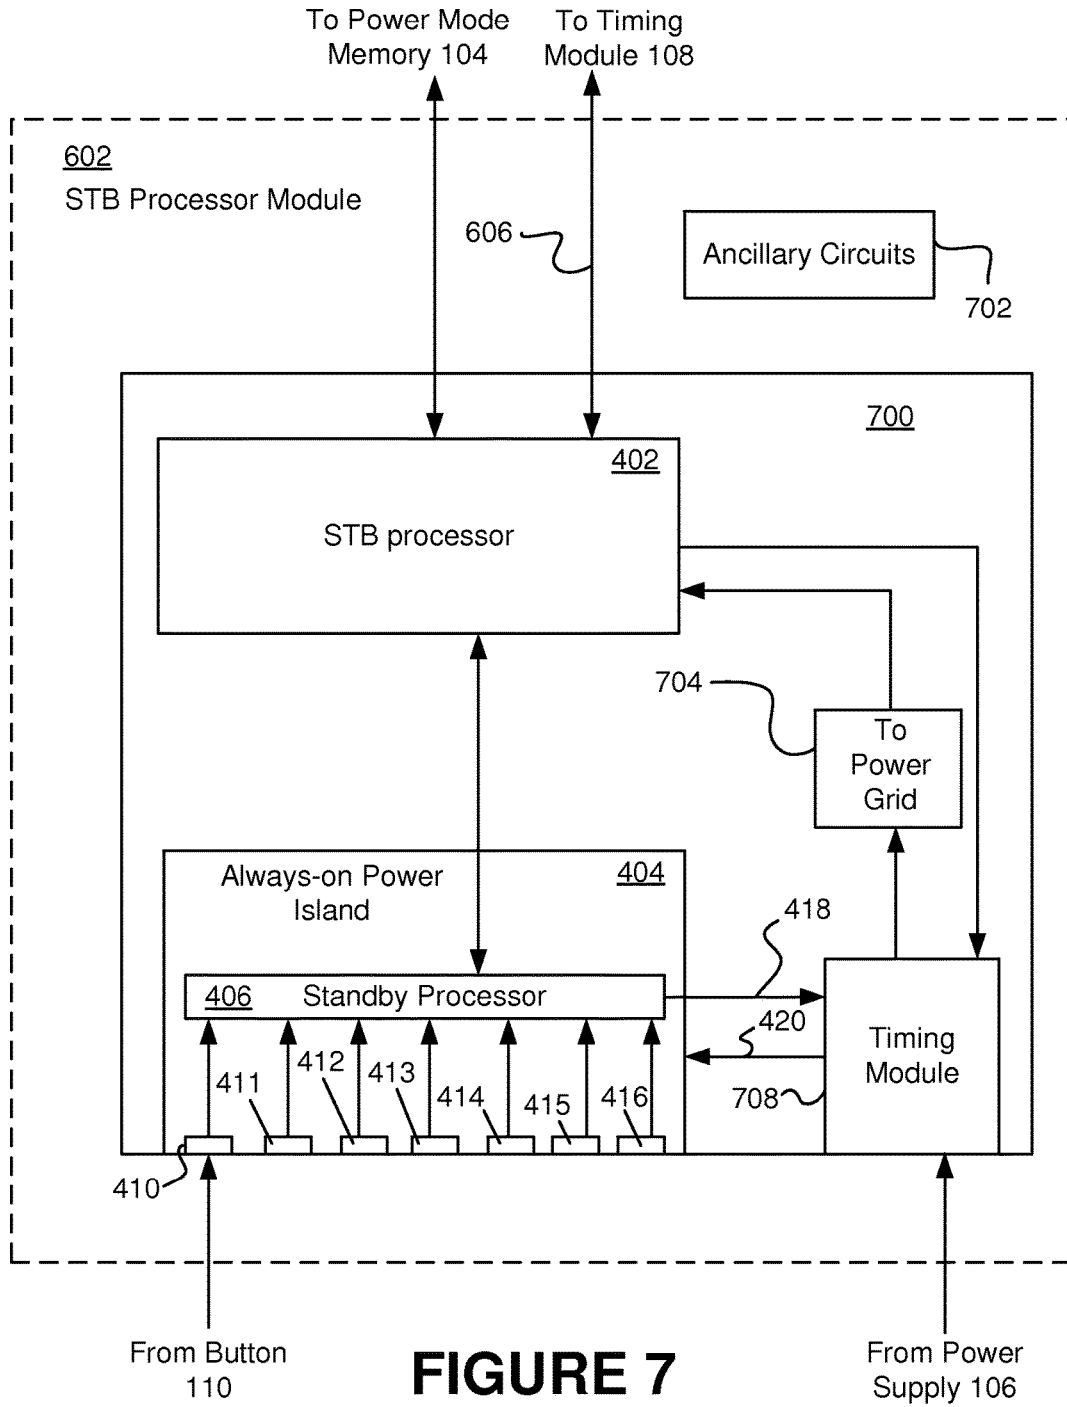 To Power Mode
Memory 104
To Timing
Module 108
602
STB Processor Module
606
Ancillary Circuits
702
700
402
STB processor
704
To
Power
Grid
Always-on Power
Island
404
418
406
Standby Processor
420
Timing
Module
708
411
412
413
414
415
416
410
From Button
110
FIGURE 7
From Power
Supply 106